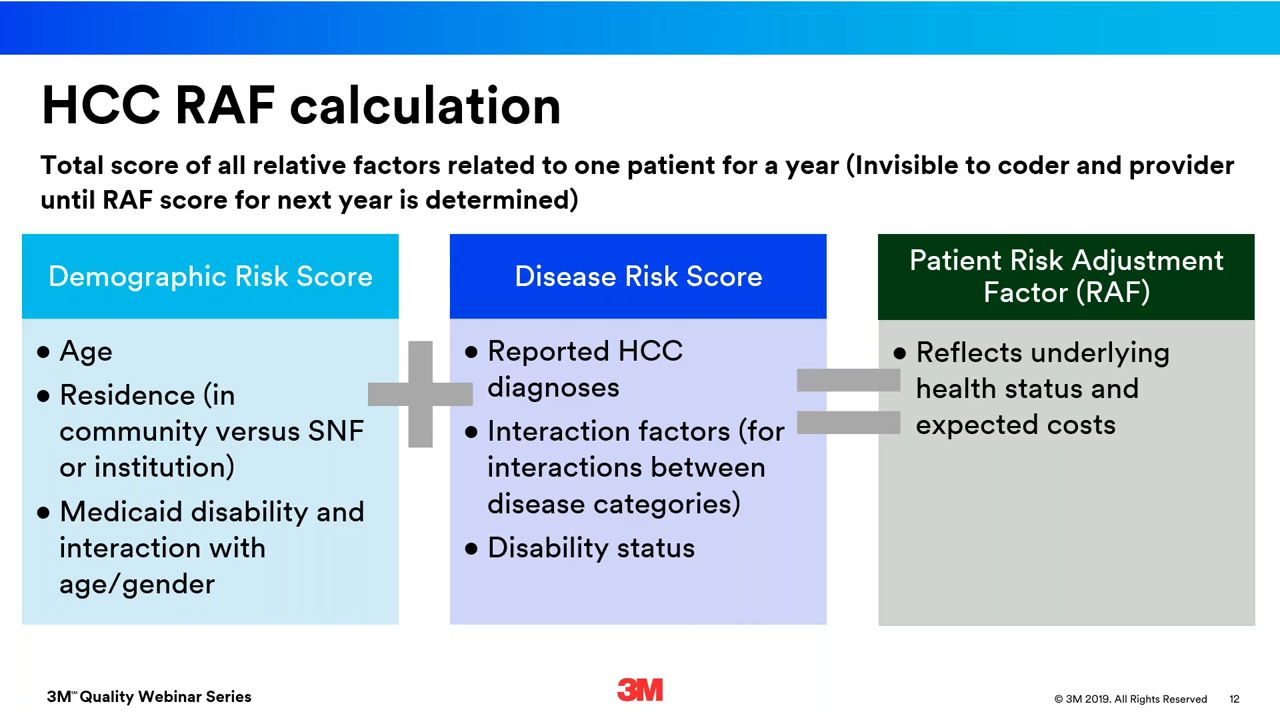 HCC RAF calculation
Total score of all relative factors related to one patient for a year (Invisible to coder and provider
until RAF score for next year is determined)
Demographic Risk Score
● Age
● Residence (in
community versus SNF
or institution)
● Medicaid disability and
interaction with
age/gender
Disease Risk Score
● Reported HCC
diagnoses
● Interaction factors (for
interactions between
disease categories)
● Disability status
Patient Risk Adjustment
Factor (RAF)
● Reflects underlying
health status and
expected costs
3M℠ Quality Webinar Series
3M
© 3M 2019. All Rights Reserved
12